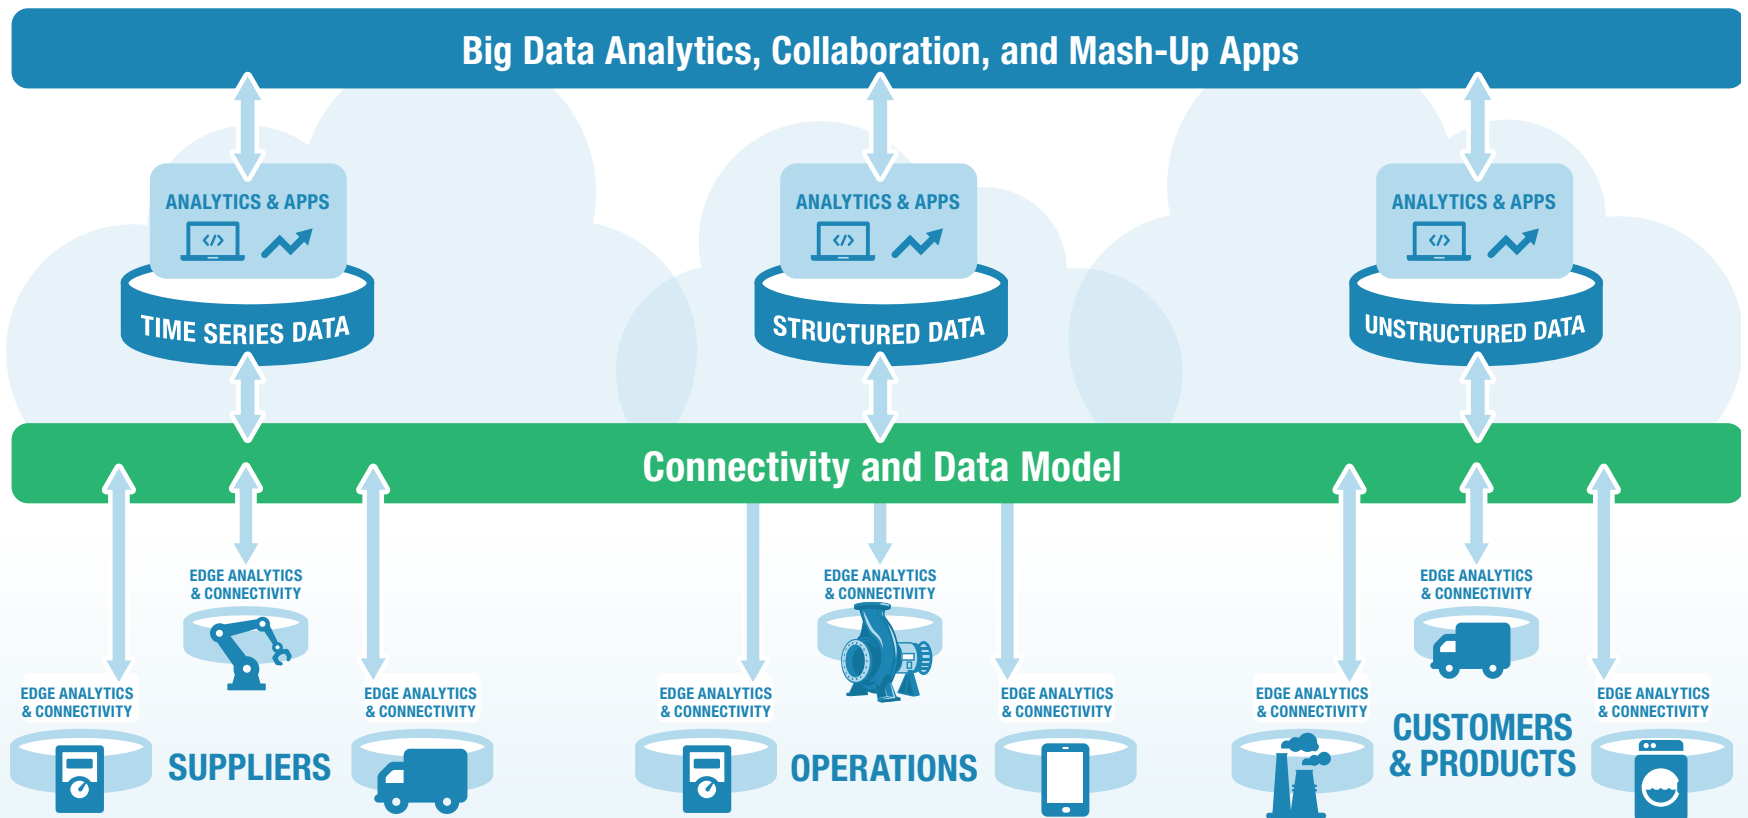 Big Data Analytics, Collaboration, and Mash-Up Apps
ANALYTICS & APPS
</>
TIME SERIES DATA
ANALYTICS & APPS
</>
STRUCTURED DATA
ANALYTICS & APPS
</>
UNSTRUCTURED DATA
Connectivity and Data Model
EDGE ANALYTICS
& CONNECTIVITY
EDGE ANALYTICS
& CONNECTIVITY
EDGE ANALYTICS
& CONNECTIVITY
SUPPLIERS
EDGE ANALYTICS
& CONNECTIVITY
EDGE ANALYTICS
& CONNECTIVITY
EDGE ANALYTICS
& CONNECTIVITY
OPERATIONS
EDGE ANALYTICS
& CONNECTIVITY
EDGE ANALYTICS
& CONNECTIVITY
EDGE ANALYTICS
& CONNECTIVITY
CUSTOMERS
& PRODUCTS